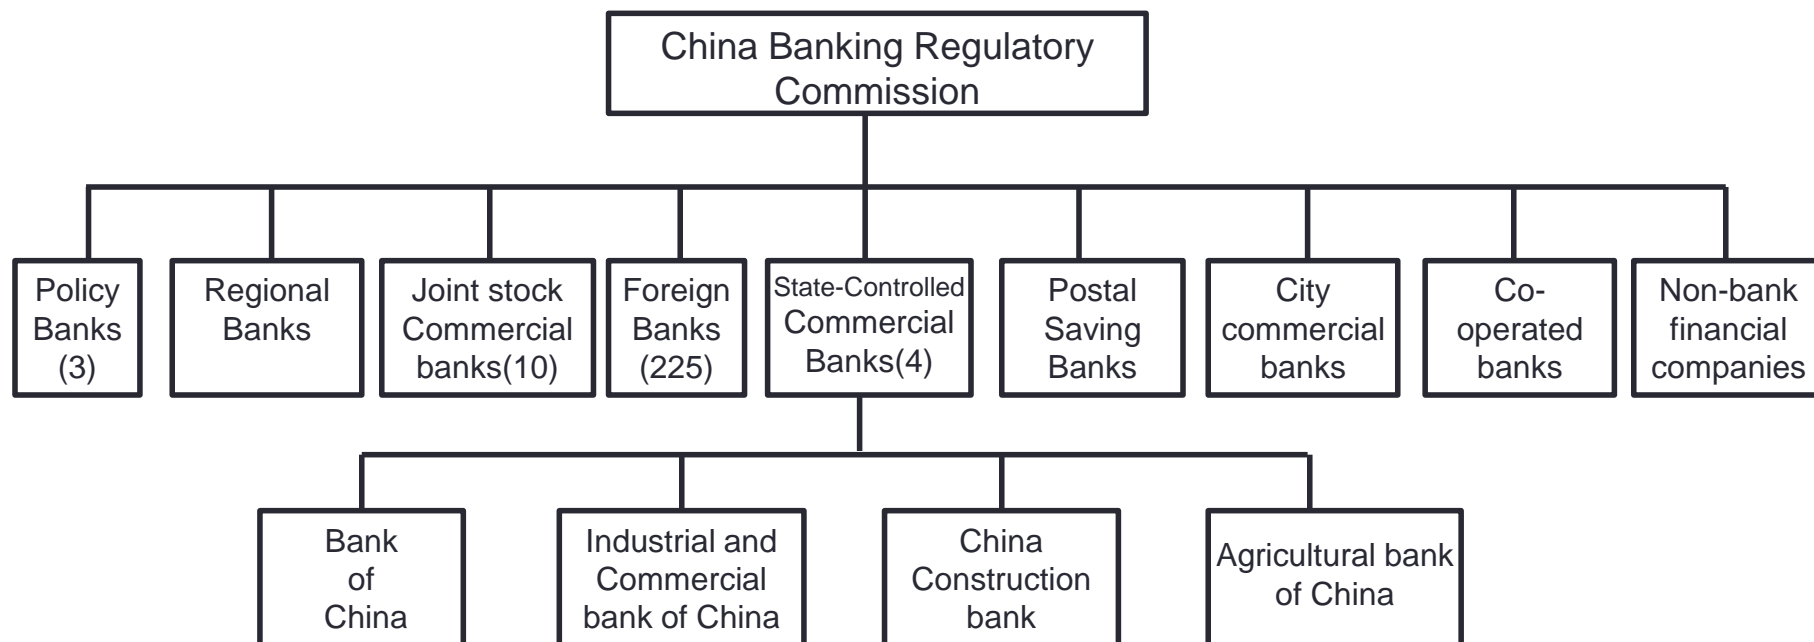 China Banking Regulatory
Commission
Policy
Banks
(3)
Regional
Banks
Joint stock
Commercial
banks(10)
Foreign
Banks
(225)
State-Controlled
Commercial
Banks(4)
Postal
Saving
Banks
City
commercial
banks
Co-
operated
banks
Non-bank
financial
companies
Bank
of
China
Industrial and
Commercial
bank of China
China
Construction
bank
Agricultural bank
of China